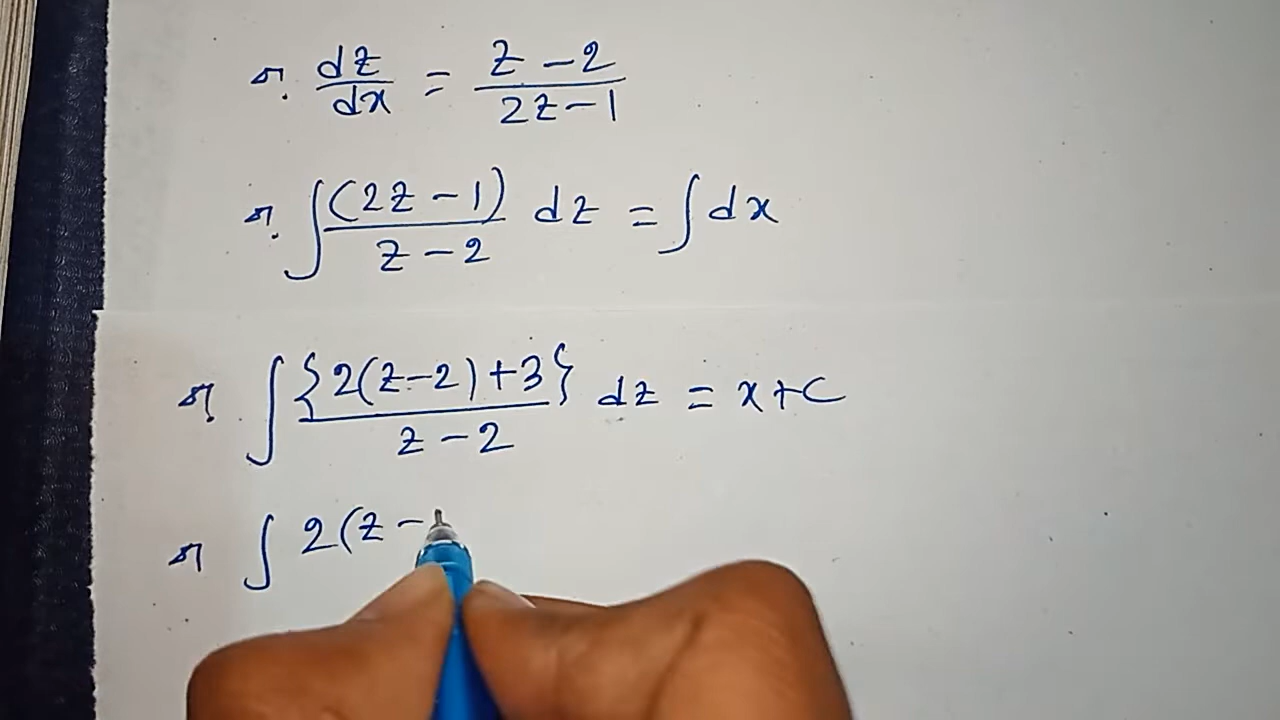 वा, dz/dx = (z-2)/(2z-1)
वा, ∫(2z-1)/(z-2) dz = ∫dx
वा, ∫{2(z-2)+3}/(z-2) dz = x+c
वा ∫2(z-